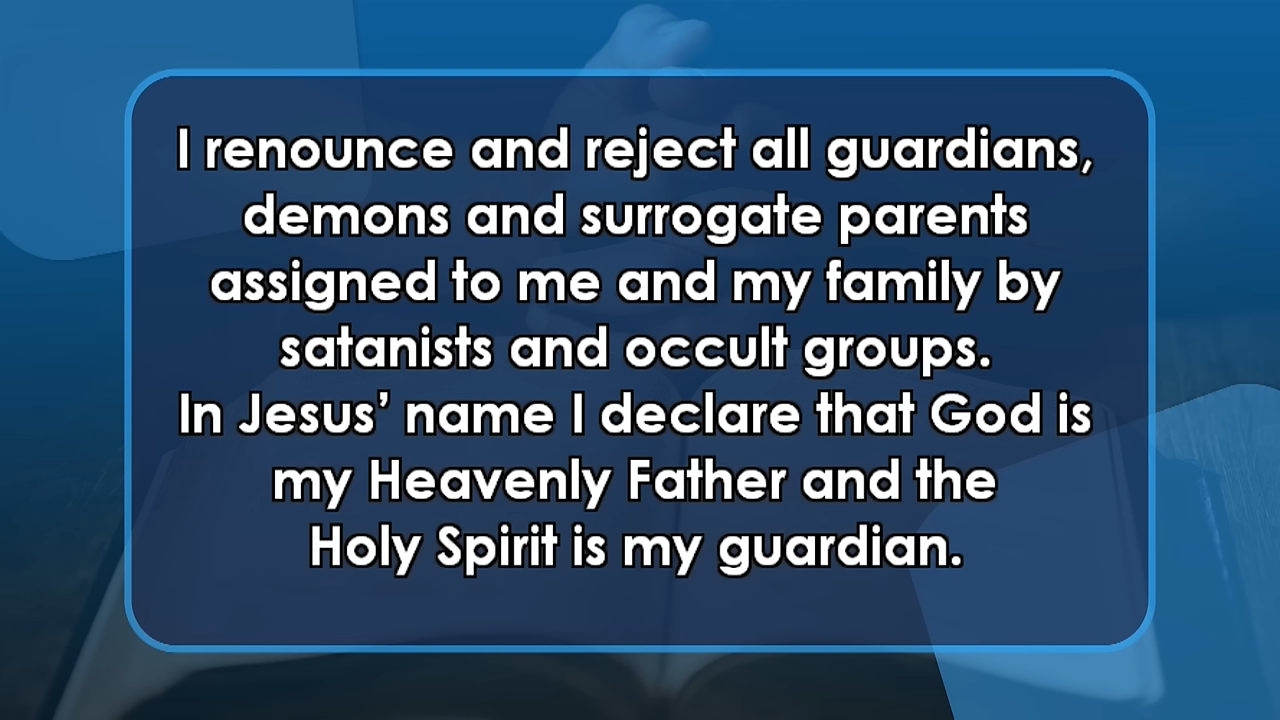 I renounce and reject all guardians,
demons and surrogate parents
assigned to me and my family by
satanists and occult groups.
In Jesus’ name I declare that God is
my Heavenly Father and the
Holy Spirit is my guardian.